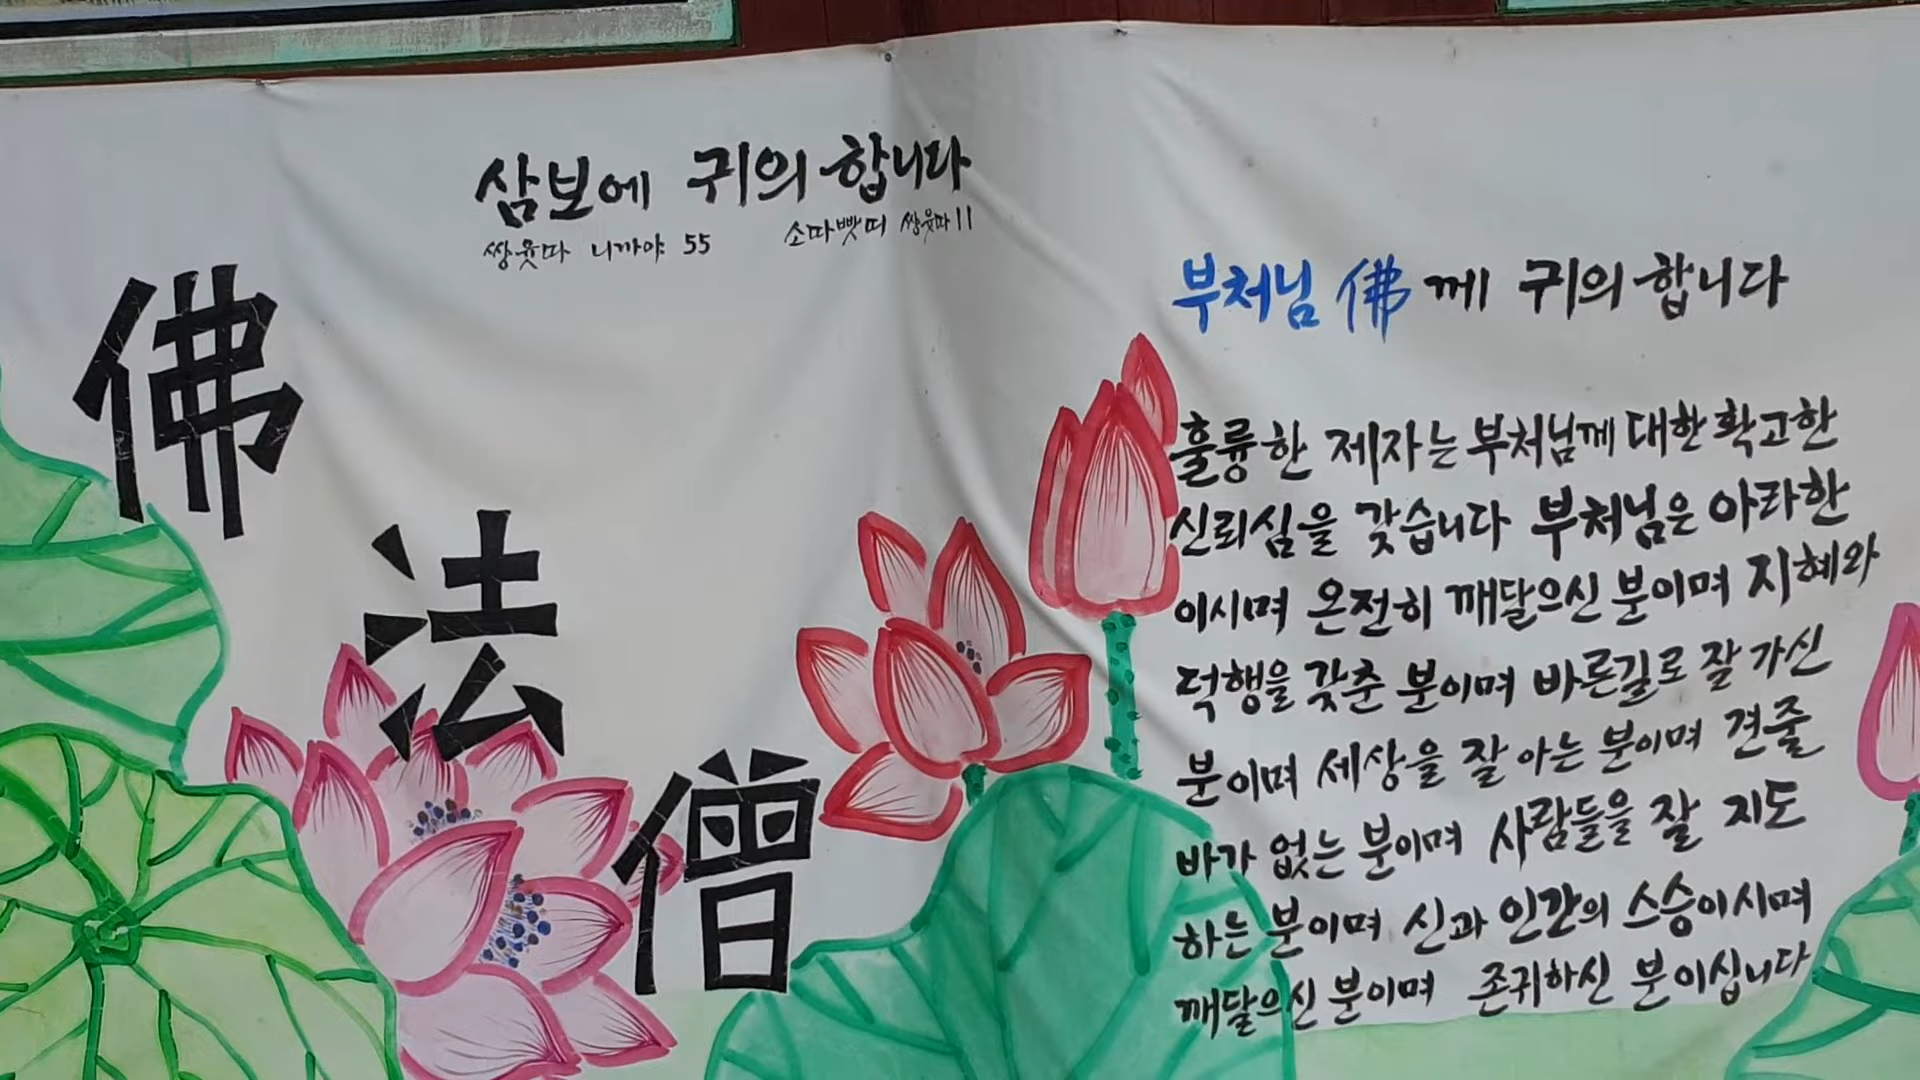 삼보에 귀의 합니다
쌍윳따 니까야 55 소따빳띠 쌍윳따 11
佛
法
僧
부처님 佛 께 귀의 합니다
훌륭한 제자는 부처님께 대한 확고한
신뢰심을 갖습니다 부처님은 아라한
이시며 온전히 깨달으신 분이며 지혜와
덕행을 갖춘 분이며 바른길로 잘 가신
분이며 세상을 잘 아는 분이며 견줄
바가 없는 분이며 사람들을 잘 지도
하는 분이며 신과 인간의 스승이시며
깨달으신 분이며 존귀하신 분이십니다